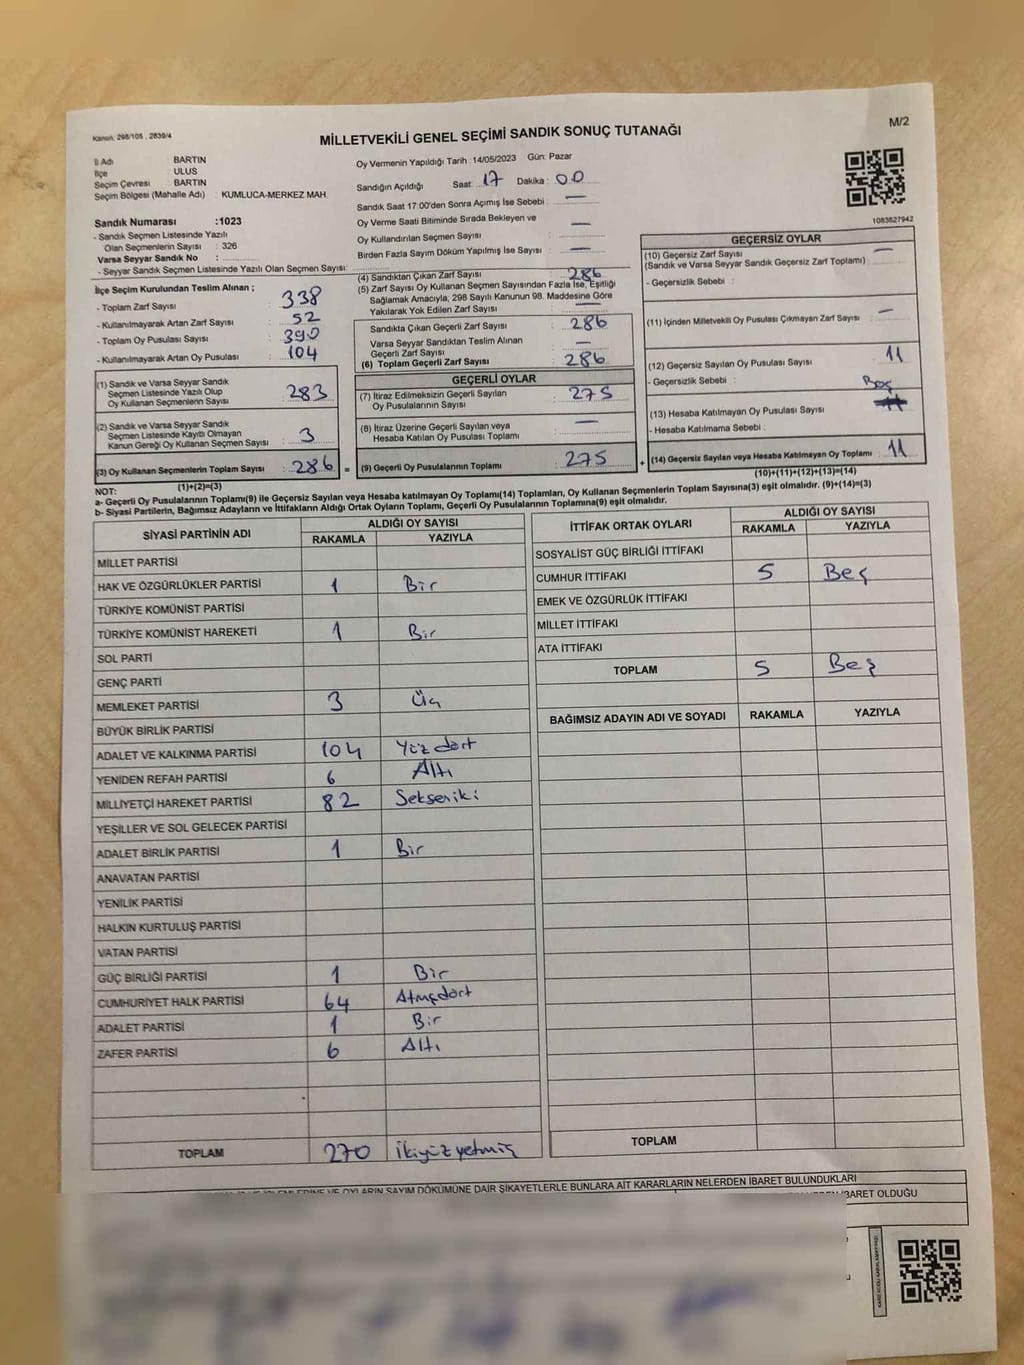 Kanun, 298/105 , 2839/4
M/2
MİLLETVEKİLİ GENEL SEÇİMİ SANDIK SONUÇ TUTANAĞI
İl Adı : BARTIN
İlçe : ULUS
Seçim Çevresi : BARTIN
Seçim Bölgesi (Mahalle Adı) : KUMLUCA-MERKEZ MAH.
Sandık Numarası :1023
- Sandık Seçmen Listesinde Yazılı
Olan Seçmenlerin Sayısı : 326
Varsa Seyyar Sandık No :
- Seyyar Sandık Seçmen Listesinde Yazılı Olan Seçmen Sayısı:
Oy Vermenin Yapıldığı Tarih : 14/05/2023 Gün: Pazar
Sandığın Açıldığı Saat: 17 Dakika : 00
Sandık Saat 17:00'den Sonra Açımış İse Sebebi : —
Oy Verme Saati Bitiminde Sırada Bekleyen ve
Oy Kullandırılan Seçmen Sayısı : —
Birden Fazla Sayım Döküm Yapılmış İse Sayısı : —
1083627942
İlçe Seçim Kurulundan Teslim Alınan ;
- Toplam Zarf Sayısı : 338
- Kullanılmayarak Artan Zarf Sayısı : 52
- Toplam Oy Pusulası Sayısı : 390
- Kullanılmayarak Artan Oy Pusulası : 104
(1) Sandık ve Varsa Seyyar Sandık
Seçmen Listesinde Yazılı Olup
Oy Kullanan Seçmenlerin Sayısı : 283
(2) Sandık ve Varsa Seyyar Sandık
Seçmen Listesinde Kayıtlı Olmayan
Kanun Gereği Oy Kullanan Seçmen Sayısı : 3
(3) Oy Kullanan Seçmenlerin Toplam Sayısı : 286 =
(1)+(2)=(3)
(4) Sandıktan Çıkan Zarf Sayısı : 286
(5) Zarf Sayısı Oy Kullanan Seçmen Sayısından Fazla İse, Eşitliği
Sağlamak Amacıyla, 298 Sayılı Kanunun 98. Maddesine Göre
Yakılarak Yok Edilen Zarf Sayısı : —
Sandıkta Çıkan Geçerli Zarf Sayısı : 286
Varsa Seyyar Sandıktan Teslim Alınan
Geçerli Zarf Sayısı : —
(6) Toplam Geçerli Zarf Sayısı : 286
GEÇERLİ OYLAR
(7) İtiraz Edilmeksizin Geçerli Sayılan
Oy Pusulalarının Sayısı : 275
(8) İtiraz Üzerine Geçerli Sayılan veya
Hesaba Katılan Oy Pusulası Toplamı : —
(9) Geçerli Oy Pusulalarının Toplamı : 275 +
GEÇERSİZ OYLAR
(10) Geçersiz Zarf Sayısı : —
(Sandık ve Varsa Seyyar Sandık Geçersiz Zarf Toplamı)
- Geçersizlik Sebebi :
(11) İçinden Milletvekili Oy Pusulası Çıkmayan Zarf Sayısı : —
(12) Geçersiz Sayılan Oy Pusulası Sayısı : 11
- Geçersizlik Sebebi : Boş
(13) Hesaba Katılmayan Oy Pusulası Sayısı :
- Hesaba Katılmama Sebebi :
(14) Geçersiz Sayılan veya Hesaba Katılmayan Oy Toplamı : 11
(10)+(11)+(12)+(13)=(14)
NOT:
a- Geçerli Oy Pusulalarının Toplamı(9) ile Geçersiz Sayılan veya Hesaba katılmayan Oy Toplamı(14) Toplamları, Oy Kullanan Seçmenlerin Toplam Sayısına(3) eşit olmalıdır. (9)+(14)=(3)
b- Siyasi Partilerin, Bağımsız Adayların ve İttifakların Aldığı Ortak Oyların Toplamı, Geçerli Oy Pusulalarının Toplamına(9) eşit olmalıdır.
SİYASİ PARTİNİN ADI ALDIĞI OY SAYISI
RAKAMLA YAZIYLA
MİLLET PARTİSİ
HAK VE ÖZGÜRLÜKLER PARTİSİ 1 Bir
TÜRKİYE KOMÜNİST PARTİSİ
TÜRKİYE KOMÜNİST HAREKETİ 1 Bir
SOL PARTİ
GENÇ PARTİ
MEMLEKET PARTİSİ 3 Üç
BÜYÜK BİRLİK PARTİSİ
ADALET VE KALKINMA PARTİSİ 104 Yüz dört
YENİDEN REFAH PARTİSİ 6 Altı
MİLLİYETÇİ HAREKET PARTİSİ 82 Sekseniki
YEŞİLLER VE SOL GELECEK PARTİSİ
ADALET BİRLİK PARTİSİ 1 Bir
ANAVATAN PARTİSİ
YENİLİK PARTİSİ
HALKIN KURTULUŞ PARTİSİ
VATAN PARTİSİ
GÜÇ BİRLİĞİ PARTİSİ 1 Bir
CUMHURİYET HALK PARTİSİ 64 Atmışdört
ADALET PARTİSİ 1 Bir
ZAFER PARTİSİ 6 Altı
TOPLAM 270 İkiyüz yetmiş
İTTİFAK ORTAK OYLARI ALDIĞI OY SAYISI
RAKAMLA YAZIYLA
SOSYALİST GÜÇ BİRLİĞİ İTTİFAKI
CUMHUR İTTİFAKI 5 Beş
EMEK VE ÖZGÜRLÜK İTTİFAKI
MİLLET İTTİFAKI
ATA İTTİFAKI
TOPLAM 5 Beş
BAĞIMSIZ ADAYIN ADI VE SOYADI RAKAMLA YAZIYLA
TOPLAM
OYLARIN SAYIM DÖKÜMÜNE DAİR ŞİKAYETLERLE BUNLARA AİT KARARLARIN NELERDEN İBARET BULUNDUKLARI
İBARET OLDUĞU